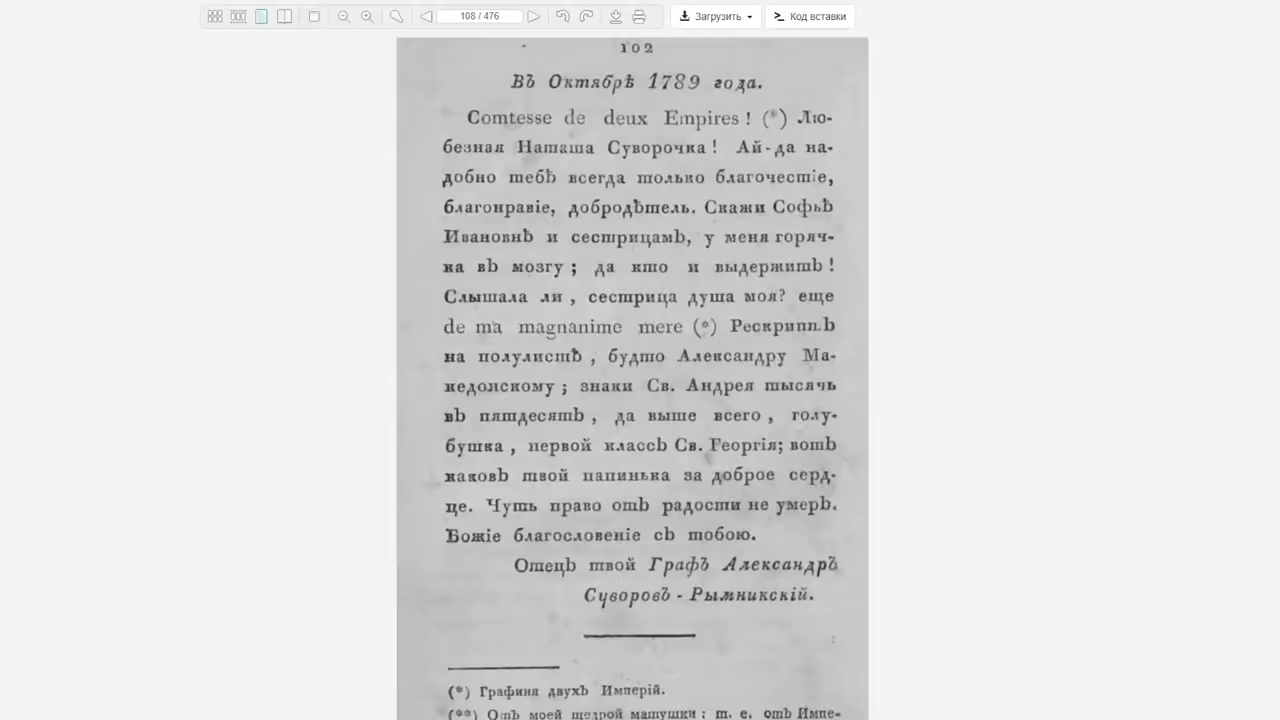 108 / 476
Загрузить
Код вставки
102
Въ Октябрѣ 1789 года.
Comtesse de deux Empires ! (*) Лю-
безная Наташа Суворочка ! Ай-да на-
добно тебѣ всегда только благочестіе,
благонравіе, добродѣтель. Скажи Софьѣ
Ивановнѣ и сестрицамъ, у меня горяч-
ка въ мозгу ; да кто и выдержитъ !
Слышала ли , сестрица душа моя? еще
de ma magnanime mere (*) Рескриптъ
на полулистѣ , будто Александру Ма-
кедонскому ; знаки Св. Андрея тысячь
въ пятдесятъ , да выше всего , голу-
бушка , первой классъ Св. Георгія; вотъ
каковъ твой папинька за доброе серд-
це. Чуть право отъ радости не умеръ.
Божіе благословеніе съ тобою.
Отецъ твой Графъ Александръ
Суворовъ - Рымникскій.
(*) Графиня двухъ Имперій.
(**) Отъ моей щедрой матушки ; т. е. отъ Импе-